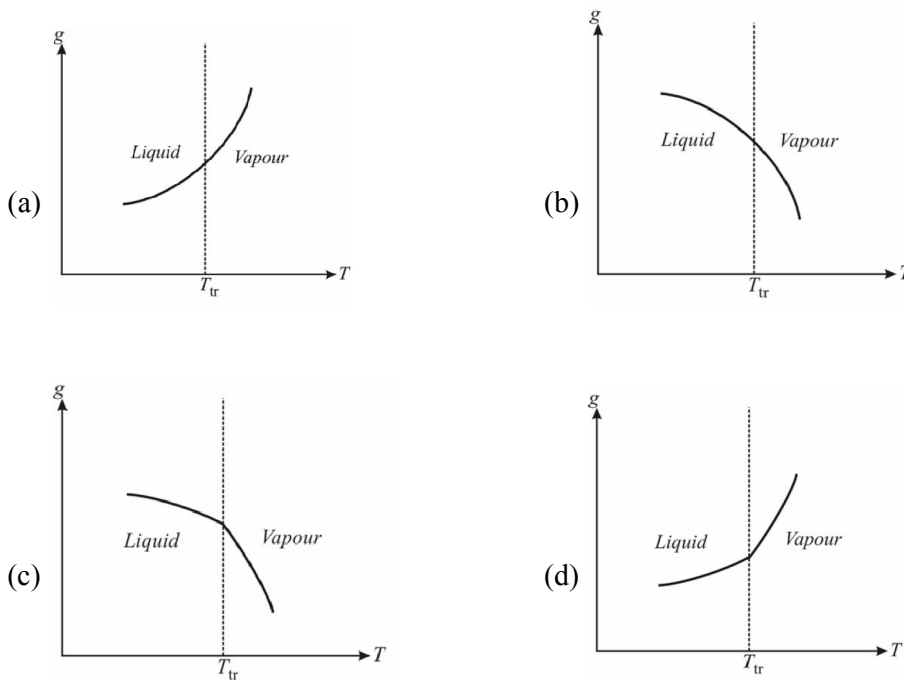 g
Liquid
Vapour
(a)
T
T_tr
g
Liquid
Vapour
(b)
T
T_tr
g
Liquid
Vapour
(c)
T
T_tr
g
Liquid
Vapour
(d)
T
T_tr